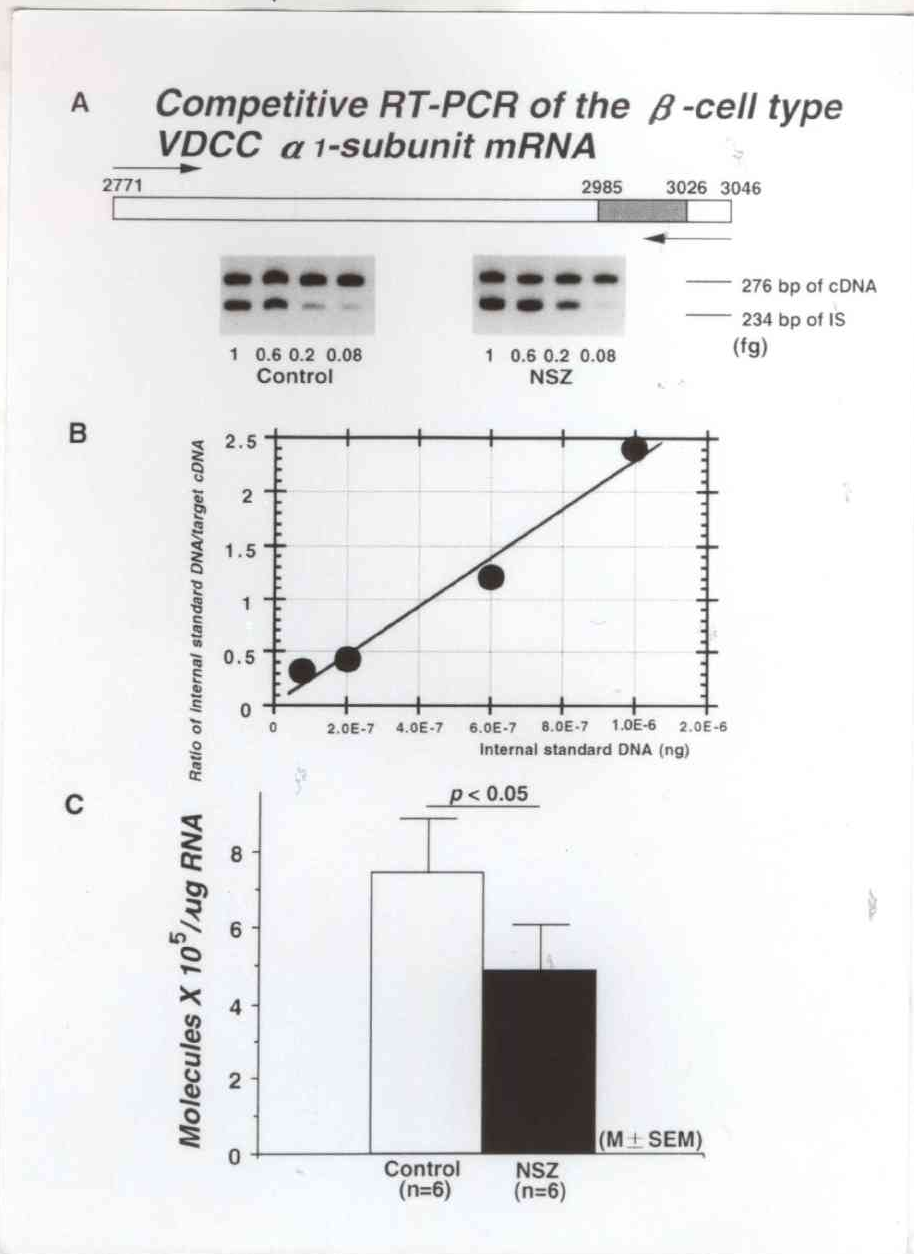 A
Competitive RT-PCR of the β-cell type
VDCC α1-subunit mRNA
2771
2985 3026 3046
276 bp of cDNA
234 bp of IS
(fg)
1 0.6 0.2 0.08
Control
1 0.6 0.2 0.08
NSZ
B
Ratio of internal standard DNA/target cDNA
2.5
2
1.5
1
0.5
0
0 2.0E-7 4.0E-7 6.0E-7 8.0E-7 1.0E-6 2.0E-6
Internal standard DNA (ng)
C
Molecules X 10⁵/μg RNA
p < 0.05
8
6
4
2
0
(M ± SEM)
Control NSZ
(n=6) (n=6)